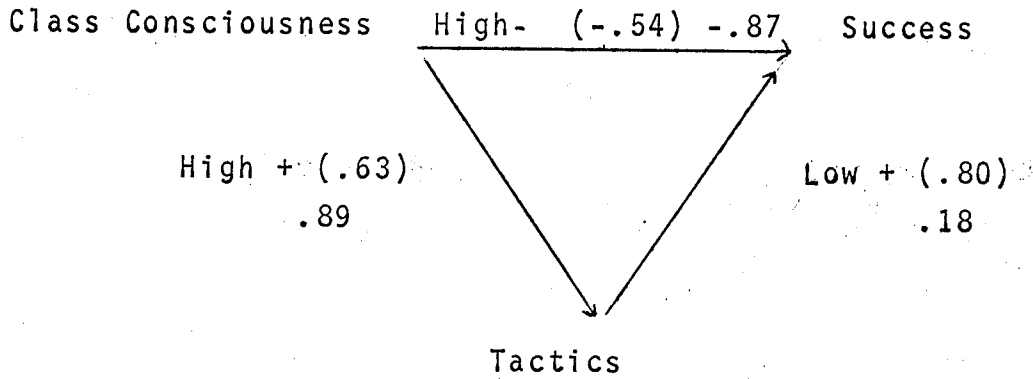 Class Consciousness High- (-.54) -.87 Success
High + (.63) Low + (.80)
.89 .18
Tactics